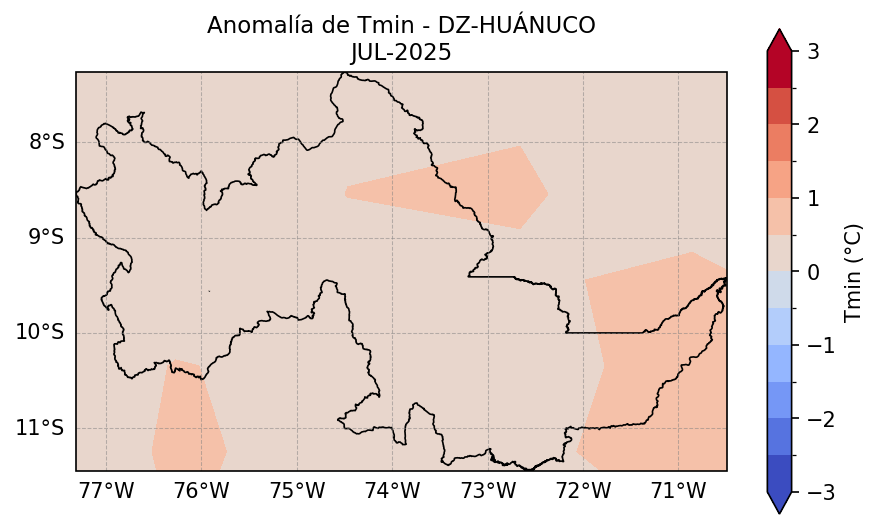 Anomalía de Tmin - DZ-HUÁNUCO
JUL-2025
8°S
9°S
10°S
11°S
77°W
76°W
75°W
74°W
73°W
72°W
71°W
3
2
1
0
−1
−2
−3
Tmin (°C)